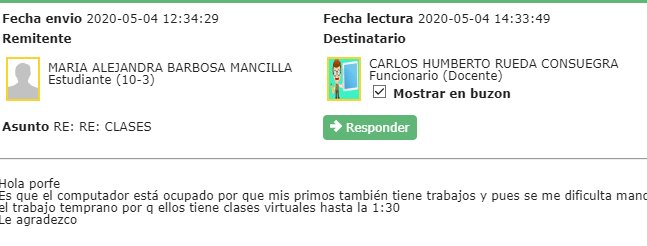 Fecha envio 2020-05-04 12:34:29
Fecha lectura 2020-05-04 14:33:49
Remitente
Destinatario
MARIA ALEJANDRA BARBOSA MANCILLA
Estudiante (10-3)
CARLOS HUMBERTO RUEDA CONSUEGRA
Funcionario (Docente)
Mostrar en buzon
Asunto RE: RE: CLASES
Responder
Hola porfe
Es que el computador está ocupado por que mis primos también tiene trabajos y pues se me dificulta
el trabajo temprano por q ellos tiene clases virtuales hasta la 1:30
Le agradezco